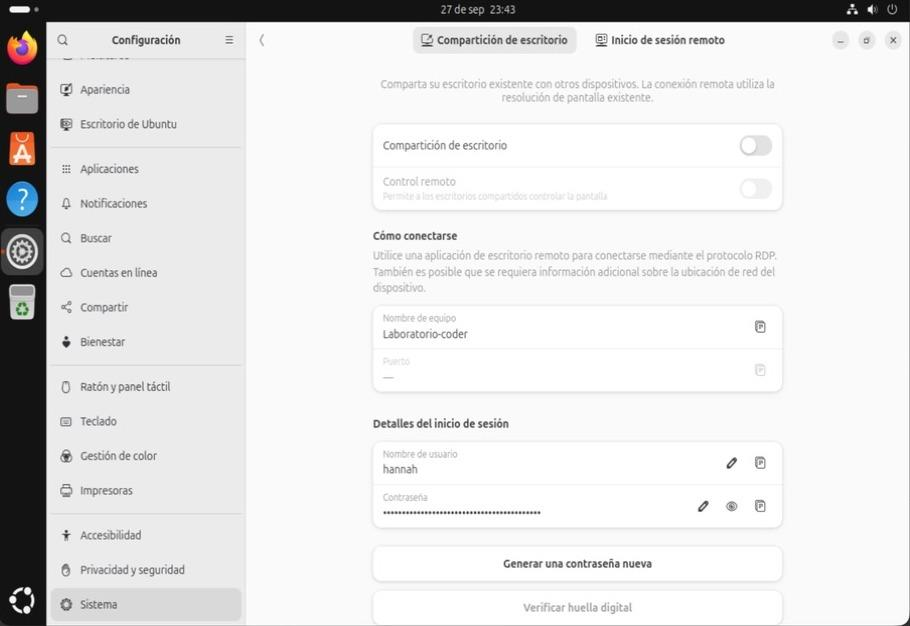 27 de sep 23:43
Configuración
Apariencia
Escritorio de Ubuntu
Aplicaciones
Notificaciones
Buscar
Cuentas en línea
Compartir
Bienestar
Ratón y panel táctil
Teclado
Gestión de color
Impresoras
Accesibilidad
Privacidad y seguridad
Sistema
Compartición de escritorio
Inicio de sesión remoto
Comparta su escritorio existente con otros dispositivos. La conexión remota utiliza la
resolución de pantalla existente.
Compartición de escritorio
Control remoto
Permite a los escritorios compartidos controlar la pantalla
Cómo conectarse
Utilice una aplicación de escritorio remoto para conectarse mediante el protocolo RDP.
También es posible que se requiera información adicional sobre la ubicación de red del
dispositivo.
Nombre de equipo
Laboratorio-coder
Puerto
—
Detalles del inicio de sesión
Nombre de usuario
hannah
Contraseña
Generar una contraseña nueva
Verificar huella digital